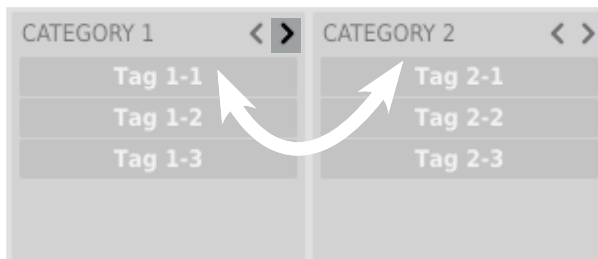 CATEGORY 1 < >
Tag 1-1
Tag 1-2
Tag 1-3
CATEGORY 2 < >
Tag 2-1
Tag 2-2
Tag 2-3